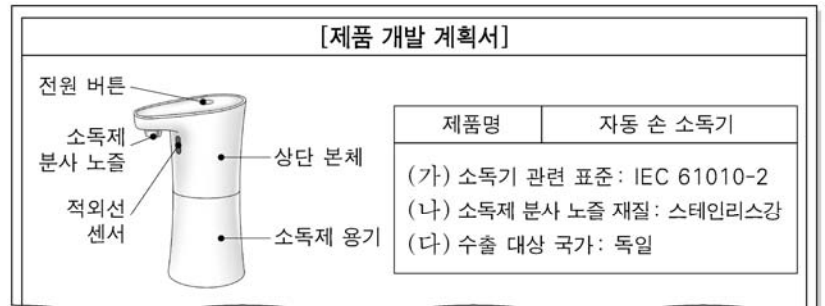 [제품 개발 계획서]
전원 버튼
소독제
분사 노즐
적외선
센서
상단 본체
소독제 용기
제품명 자동 손 소독기
(가) 소독기 관련 표준: IEC 61010-2
(나) 소독제 분사 노즐 재질: 스테인리스강
(다) 수출 대상 국가: 독일